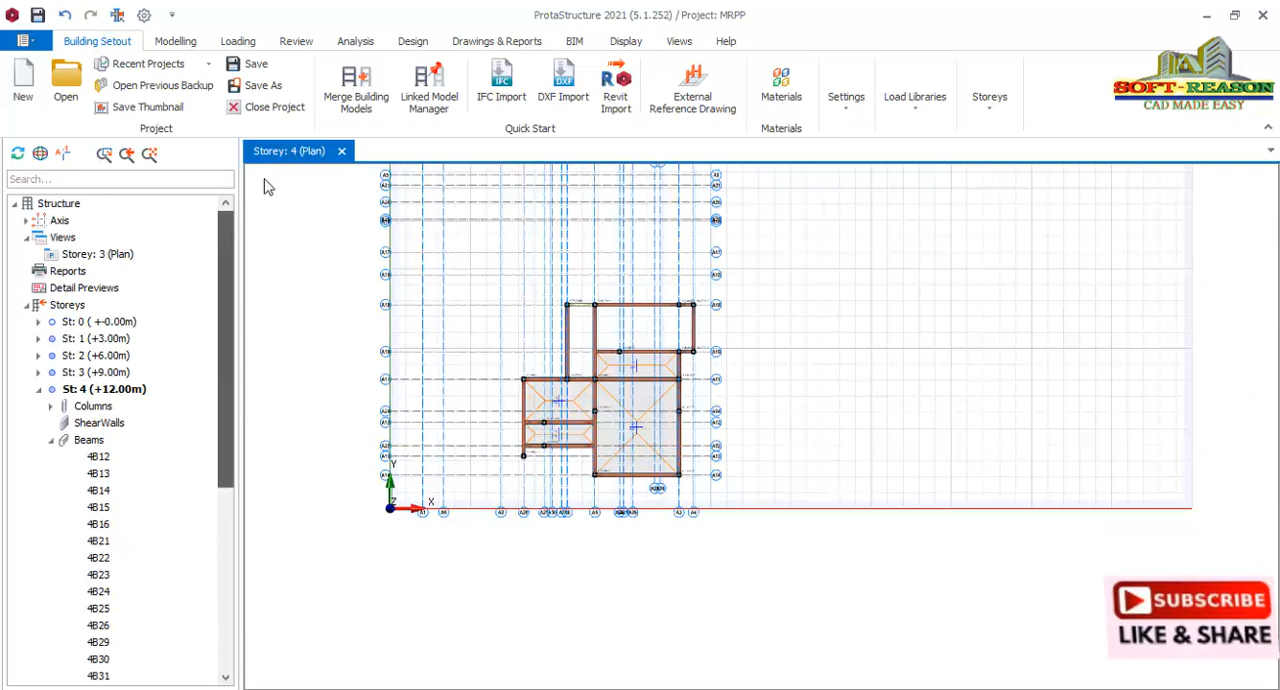 ProtaStructure 2021 (5.1.252) / Project: MRPP
Building Setout Modelling Loading Review Analysis Design Drawings & Reports BIM Display Views Help
New
Open
Recent Projects
Open Previous Backup
Save Thumbnail
Save
Save As
Close Project
Project
Merge Building Models
Linked Model Manager
IFC Import
DXF Import
Revit Import
External Reference Drawing
Quick Start
Materials
Materials
Settings
Load Libraries
Storeys
SOFT-REASON
CAD MADE EASY
Search...
Storey: 4 (Plan)
Structure
Axis
Views
Storey: 3 (Plan)
Reports
Detail Previews
Storeys
St: 0 ( +-0.00m)
St: 1 (+3.00m)
St: 2 (+6.00m)
St: 3 (+9.00m)
St: 4 (+12.00m)
Columns
ShearWalls
Beams
4B12
4B13
4B14
4B15
4B16
4B21
4B22
4B23
4B24
4B25
4B26
4B29
4B30
4B31
Y
Z
X
SUBSCRIBE
LIKE & SHARE